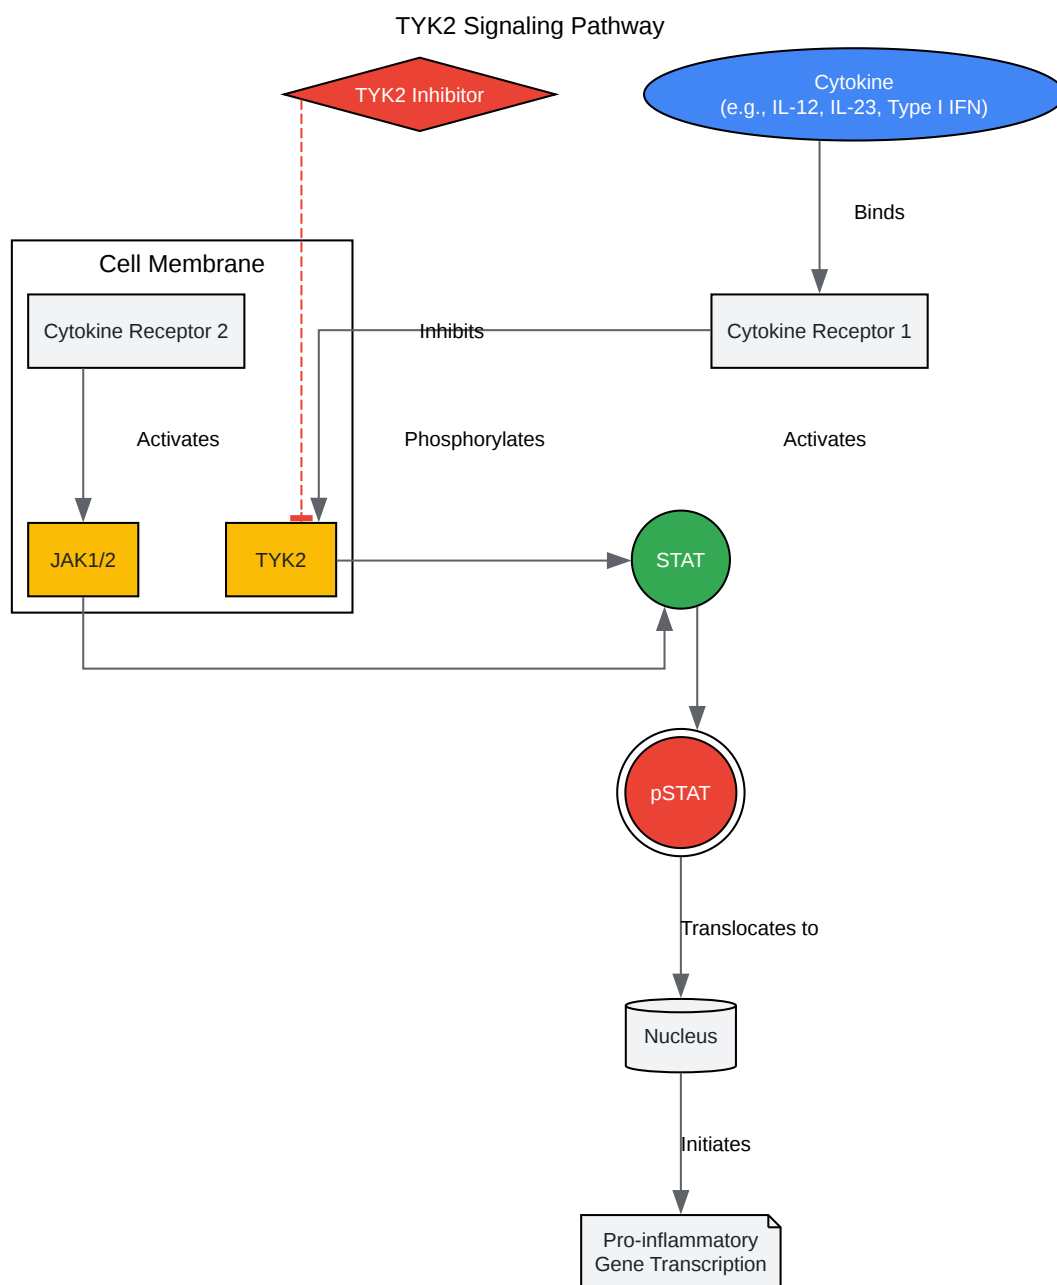 TYK2 Signaling Pathway
TYK2 Inhibitor
Cytokine
(e.g., IL-12, IL-23, Type I IFN)
Binds
Cell Membrane
Cytokine Receptor 2
Inhibits
Cytokine Receptor 1
Activates
Phosphorylates
Activates
JAK1/2
TYK2
STAT
pSTAT
Translocates to
Nucleus
Initiates
Pro-inflammatory
Gene Transcription